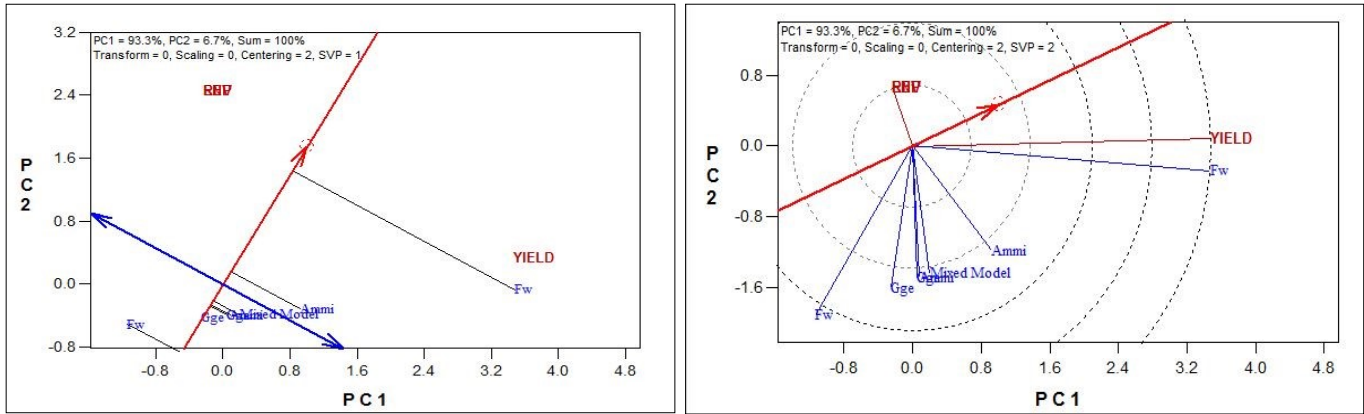 3.2
PC1 = 93.3%, PC2 = 6.7%, Sum = 100%
Transform = 0, Scaling = 0, Centering = 2, SVP = 1
2.4
1.6
P
C
2
0.8
YIELD
0.0
Fw
Ammi
Gge
Mixed Model
Fw
-0.8
-0.8 0.0 0.8 1.6 2.4 3.2 4.0 4.8
P C 1
PC1 = 93.3%, PC2 = 6.7%, Sum = 100%
Transform = 0, Scaling = 0, Centering = 2, SVP = 2
0.8
0.0
YIELD
P
C
2
Fw
-0.8
Ammi
Mixed Model
Gge
-1.6
Fw
-0.8 0.0 0.8 1.6 2.4 3.2 4.0 4.8
P C 1